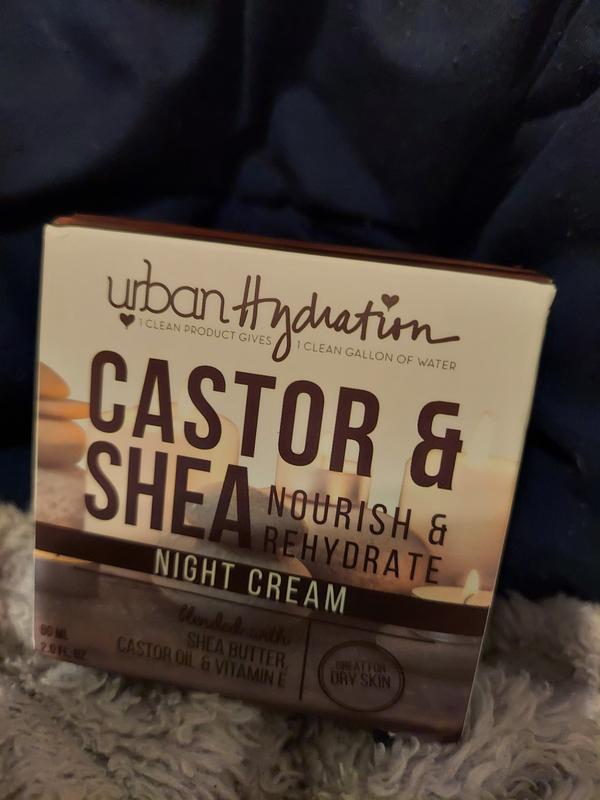 urban Hydration
1 CLEAN PRODUCT GIVES 1 CLEAN GALLON OF WATER
CASTOR &
SHEA NOURISH &
REHYDRATE
NIGHT CREAM
blended with
SHEA BUTTER,
CASTOR OIL & VITAMIN E
60 ML
2.0 FL. OZ
GREAT FOR
DRY SKIN